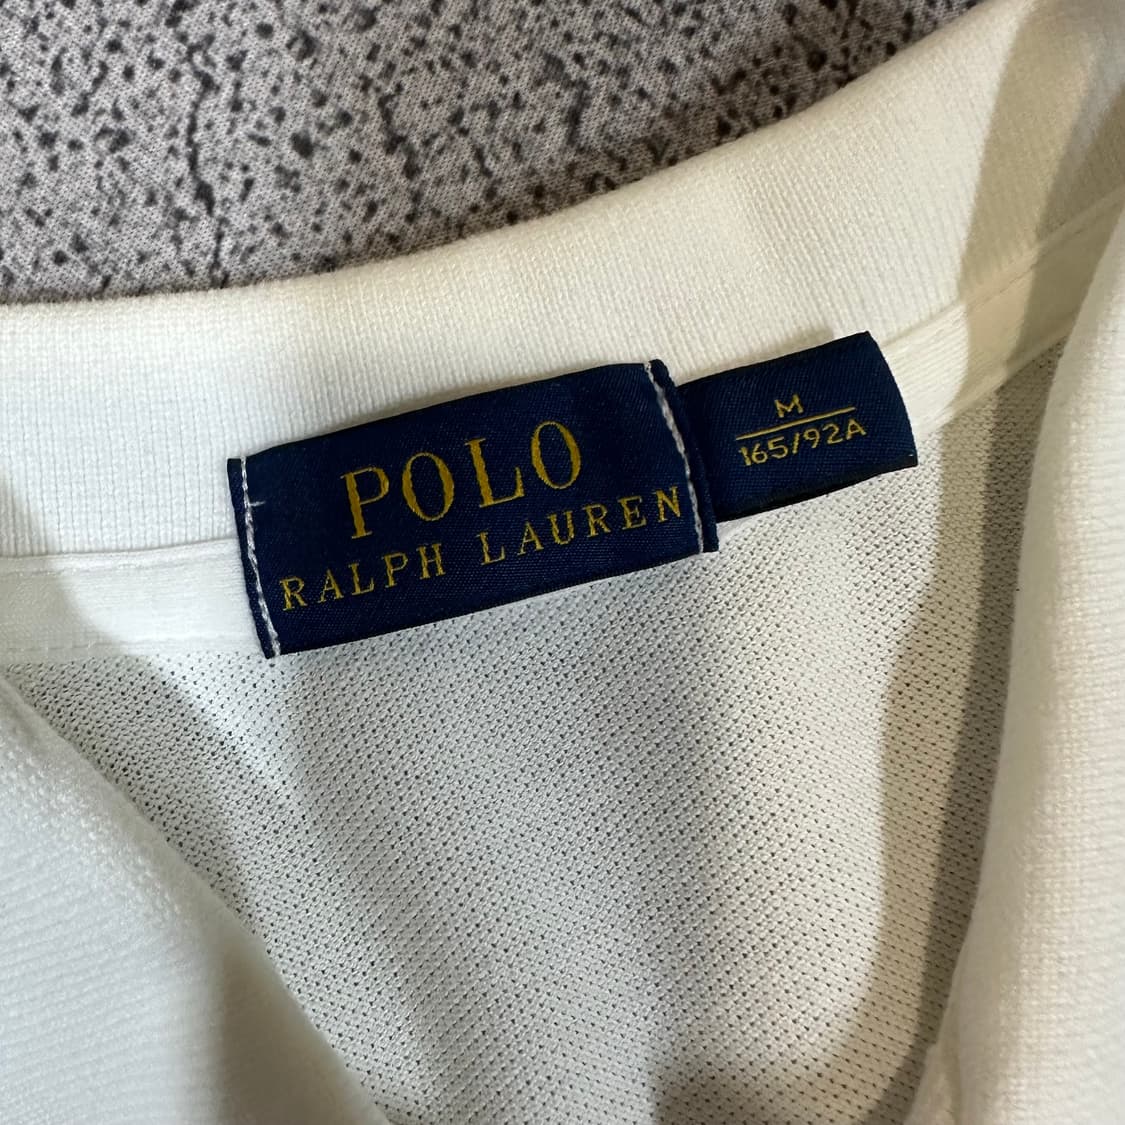 POLO
RALPH LAUREN
M
165/92A